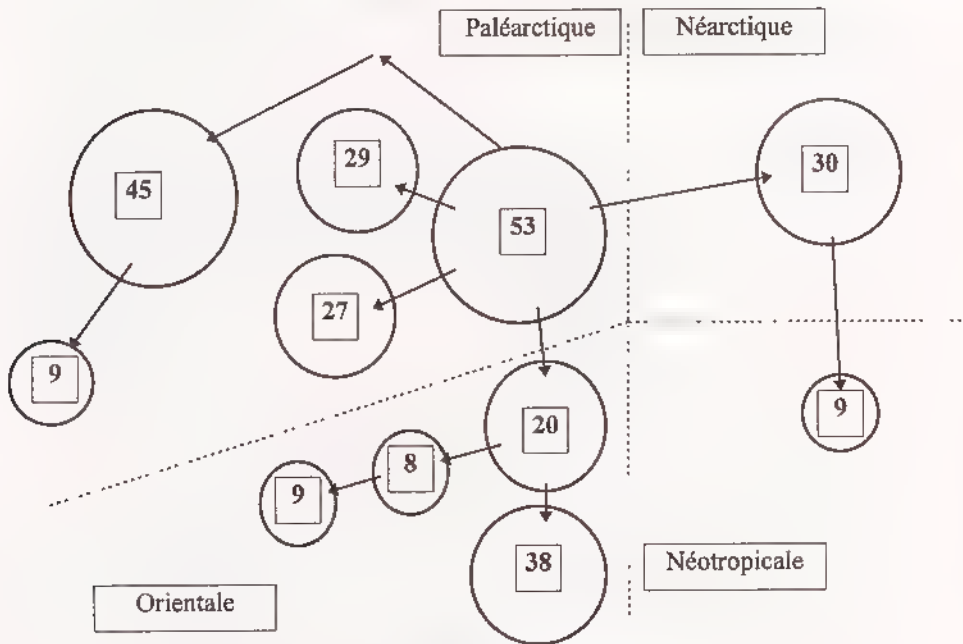 Paléarctique
Néarctique
45
29
53
30
27
9
20
9
8
9
38
Néotropicale
Orientale